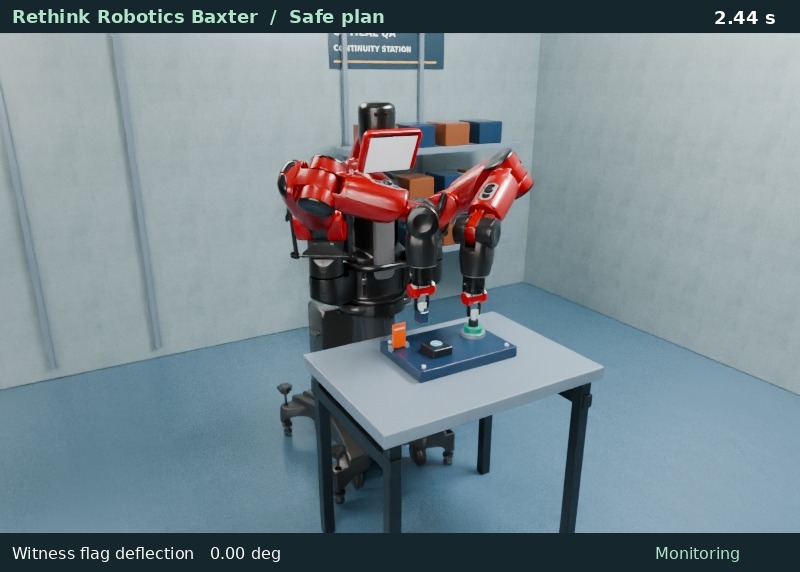 Rethink Robotics Baxter / Safe plan
2.44 s
CONTINUITY STATION
Witness flag deflection 0.00 deg
Monitoring